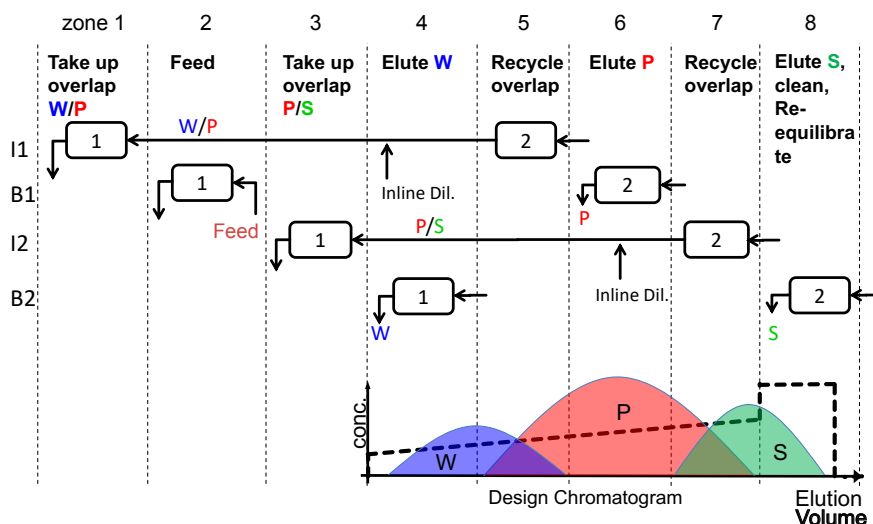 zone 1 2 3 4 5 6 7 8
Take up
overlap
W/P
Feed
Take up
overlap
P/S
Elute W
Recycle
overlap
Elute P
Recycle
overlap
Elute S,
clean,
Re-
equilibra
te
I1
1
W/P
Inline Dil.
2
B1
1
Feed
2
P
I2
1
P/S
Inline Dil.
2
B2
1
W
2
S
conc.
W
P
S
Design Chromatogram
Elution
Volume